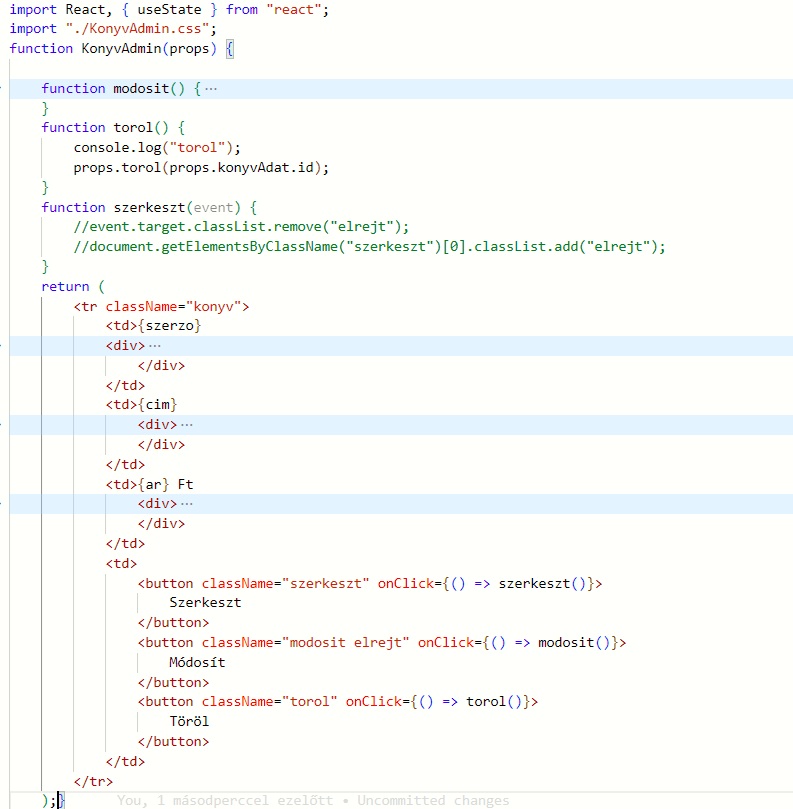 import React, { useState } from "react";
import "./KonyvAdmin.css";
function KonyvAdmin(props) {
function modosit() { ···
}
function torol() {
console.log("torol");
props.torol(props.konyvAdat.id);
}
function szerkeszt(event) {
//event.target.classList.remove("elrejt");
//document.getElementsByClassName("szerkeszt")[0].classList.add("elrejt");
}
return (
<tr className="konyv">
<td>{szerzo}
<div> ···
</div>
</td>
<td>{cim}
<div> ···
</div>
</td>
<td>{ar} Ft
<div> ···
</div>
</td>
<td>
<button className="szerkeszt" onClick={() => szerkeszt()}>
Szerkeszt
</button>
<button className="modosit elrejt" onClick={() => modosit()}>
Módosít
</button>
<button className="torol" onClick={() => torol()}>
Töröl
</button>
</td>
</tr>
);} You, 1 másodperccel ezelőtt • Uncommitted changes